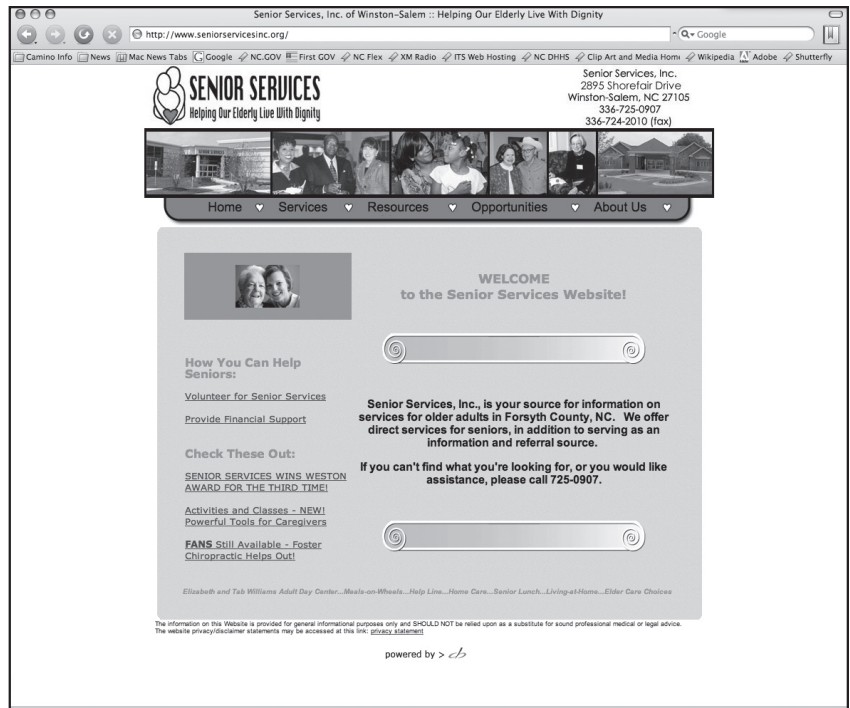 Senior Services, Inc. of Winston-Salem :: Helping Our Elderly Live With Dignity
http://www.seniorservicesinc.org/
Google
Camino Info News Mac News Tabs Google NC.GOV First GOV NC Flex XM Radio ITS Web Hosting NC DHHS Clip Art and Media Home Wikipedia Adobe Shutterfly
SENIOR SERVICES
Helping Our Elderly Live With Dignity
Senior Services, Inc.
2895 Shorefair Drive
Winston-Salem, NC 27105
336-725-0907
336-724-2010 (fax)
Home Services Resources Opportunities About Us
WELCOME
to the Senior Services Website!
How You Can Help
Seniors:
Volunteer for Senior Services
Provide Financial Support
Check These Out:
SENIOR SERVICES WINS WESTON
AWARD FOR THE THIRD TIME!
Activities and Classes - NEW!
Powerful Tools for Caregivers
FANS Still Available - Foster
Chiropractic Helps Out!
Senior Services, Inc., is your source for information on
services for older adults in Forsyth County, NC. We offer
direct services for seniors, in addition to serving as an
information and referral source.
If you can't find what you're looking for, or you would like
assistance, please call 725-0907.
Elizabeth and Tab Williams Adult Day Center...Meals-on-Wheels...Help Line...Home Care...Senior Lunch...Living-at-Home...Elder Care Choices
The information on this Website is provided for general informational purposes only and SHOULD NOT be relied upon as a substitute for sound professional medical or legal advice.
The website privacy/disclaimer statements may be accessed at this link: privacy statement
powered by > cb